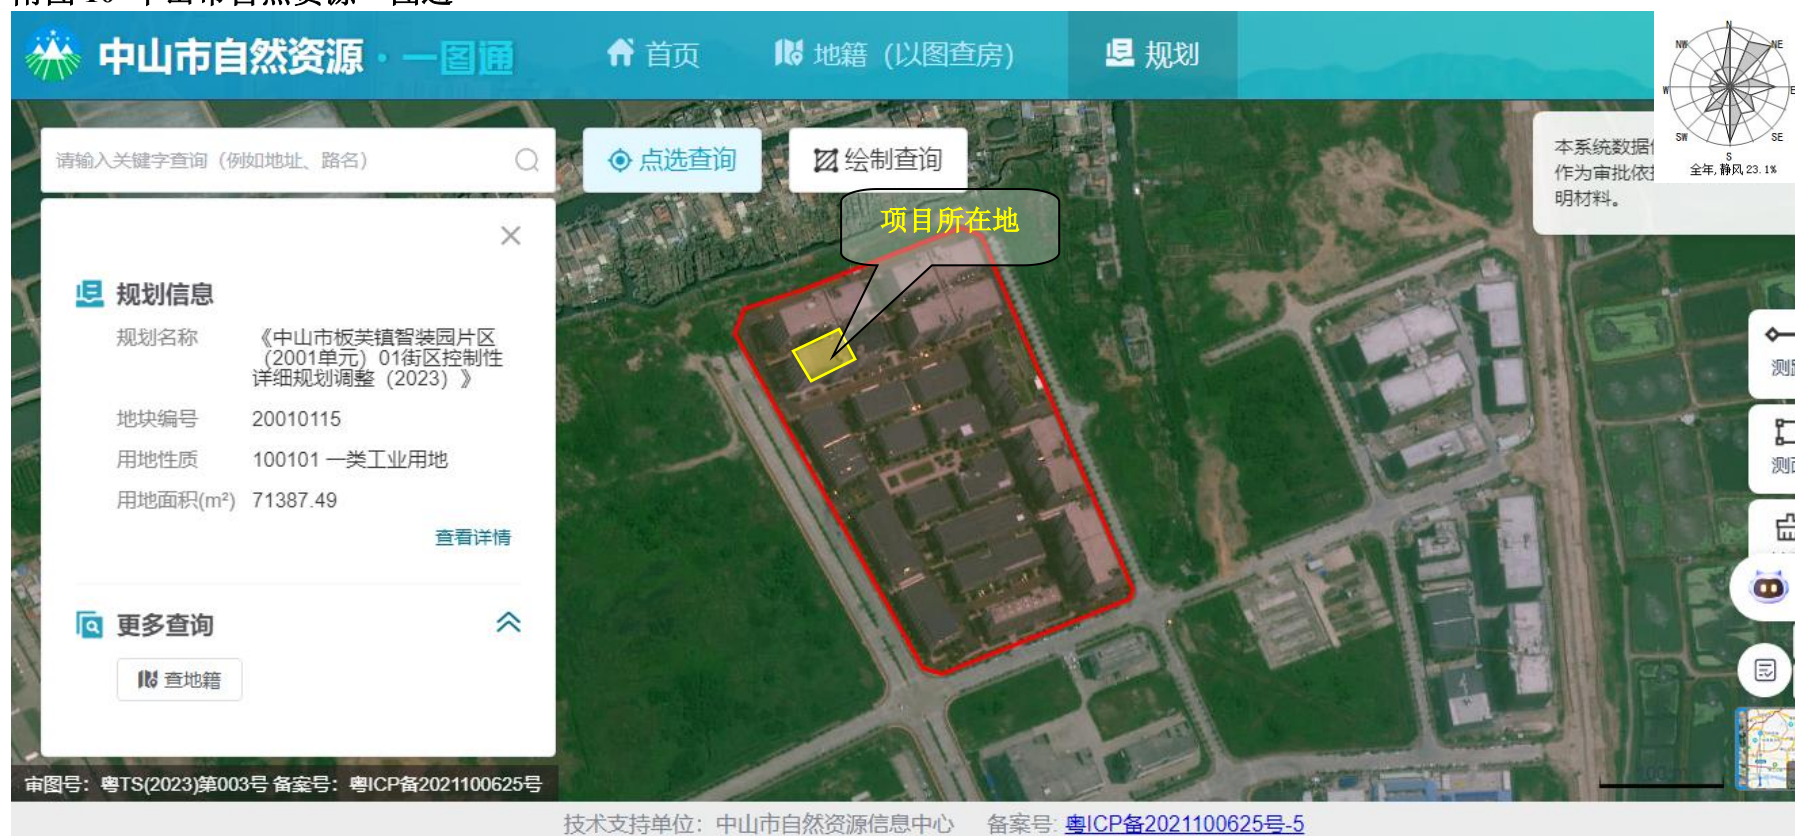 中山市自然资源·一图通
首页
地籍（以图查房）
规划
NW
N
NE
W
E
SW
S
SE
全年,静风 23.1%
请输入关键字查询（例如地址、路名）
点选查询
绘制查询
本系统数据
作为审批依
明材料。
项目所在地
规划信息
规划名称 《中山市板芙镇智装园片区
（2001单元）01街区控制性
详细规划调整（2023）》
地块编号 20010115
用地性质 100101 一类工业用地
用地面积(m²) 71387.49
查看详情
更多查询
查地籍
测
测
审图号：粤TS(2023)第003号 备案号：粤ICP备2021100625号
技术支持单位：中山市自然资源信息中心 备案号: 粤ICP备2021100625号-5